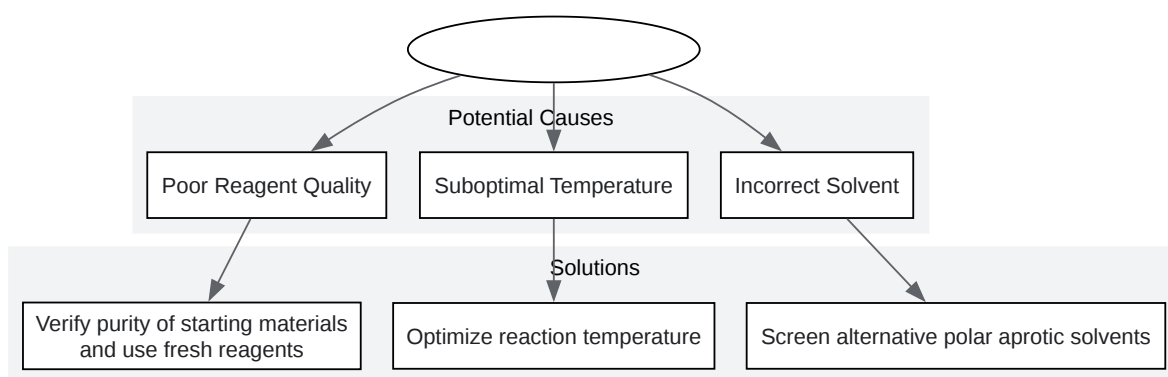 Potential Causes
Poor Reagent Quality
Suboptimal Temperature
Incorrect Solvent
Solutions
Verify purity of starting materials
and use fresh reagents
Optimize reaction temperature
Screen alternative polar aprotic solvents